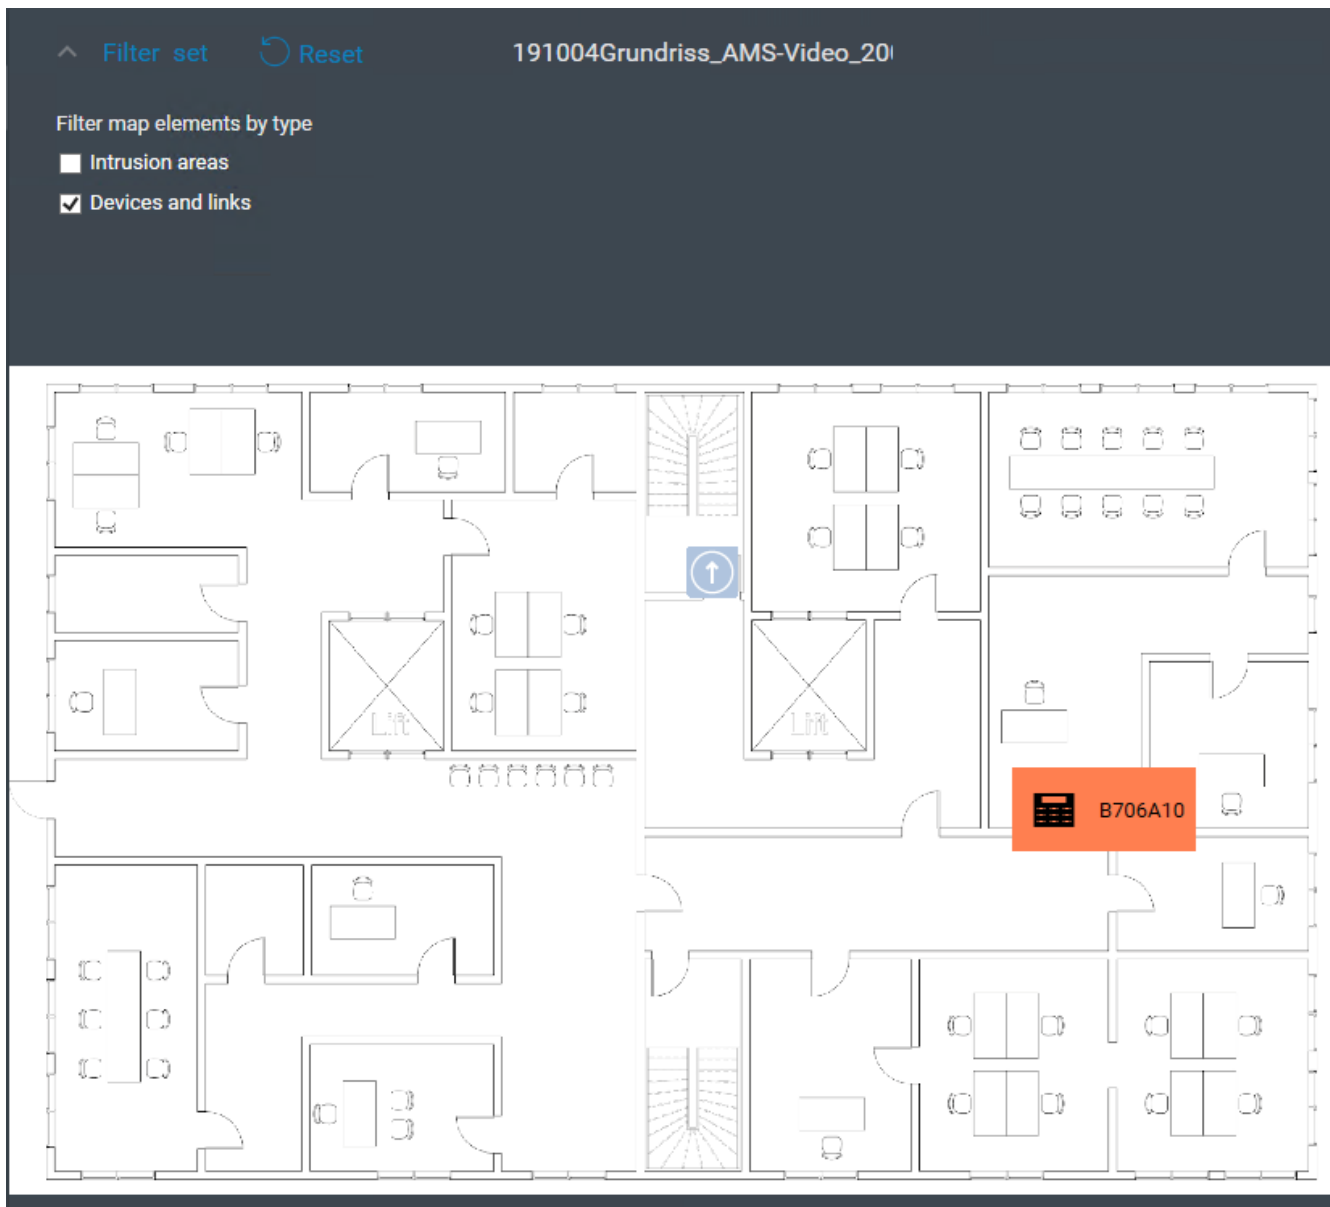 Filter set
Reset
191004Grundriss_AMS-Video_20
Filter map elements by type
Intrusion areas
Devices and links
Lift
Lift
B706A10